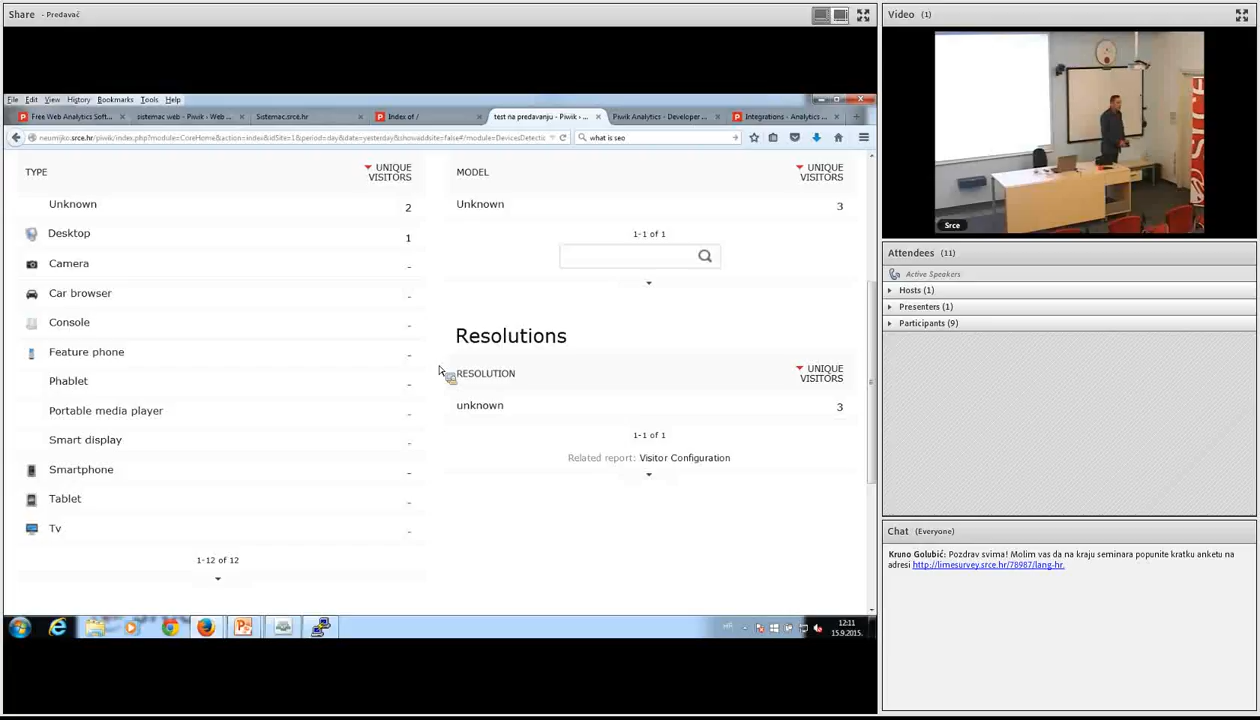 Share - Predavač
File Edit View History Bookmarks Tools Help
Free Web Analytics Soft...
sistemac web - Piwik › Web ...
Sistemac.srce.hr
Index of /
test na predavanju - Piwik › ...
Piwik Analytics - Developer ...
Integrations - Analytics ...
what is seo
TYPE
UNIQUE
VISITORS
Unknown 2
Desktop 1
Camera -
Car browser -
Console -
Feature phone -
Phablet -
Portable media player -
Smart display -
Smartphone -
Tablet -
Tv -
1-12 of 12
MODEL
UNIQUE
VISITORS
Unknown 3
1-1 of 1
Resolutions
RESOLUTION
UNIQUE
VISITORS
unknown 3
1-1 of 1
Related report: Visitor Configuration
12:11
15.9.2015.
Video (1)
SRCE
Srce
Attendees (11)
Active Speakers
Hosts (1)
Presenters (1)
Participants (9)
Chat (Everyone)
Kruno Golubić: Pozdrav svima! Molim vas da na kraju seminara popunite kratku anketu na
adresi http://limesurvey.srce.hr/78987/lang-hr.